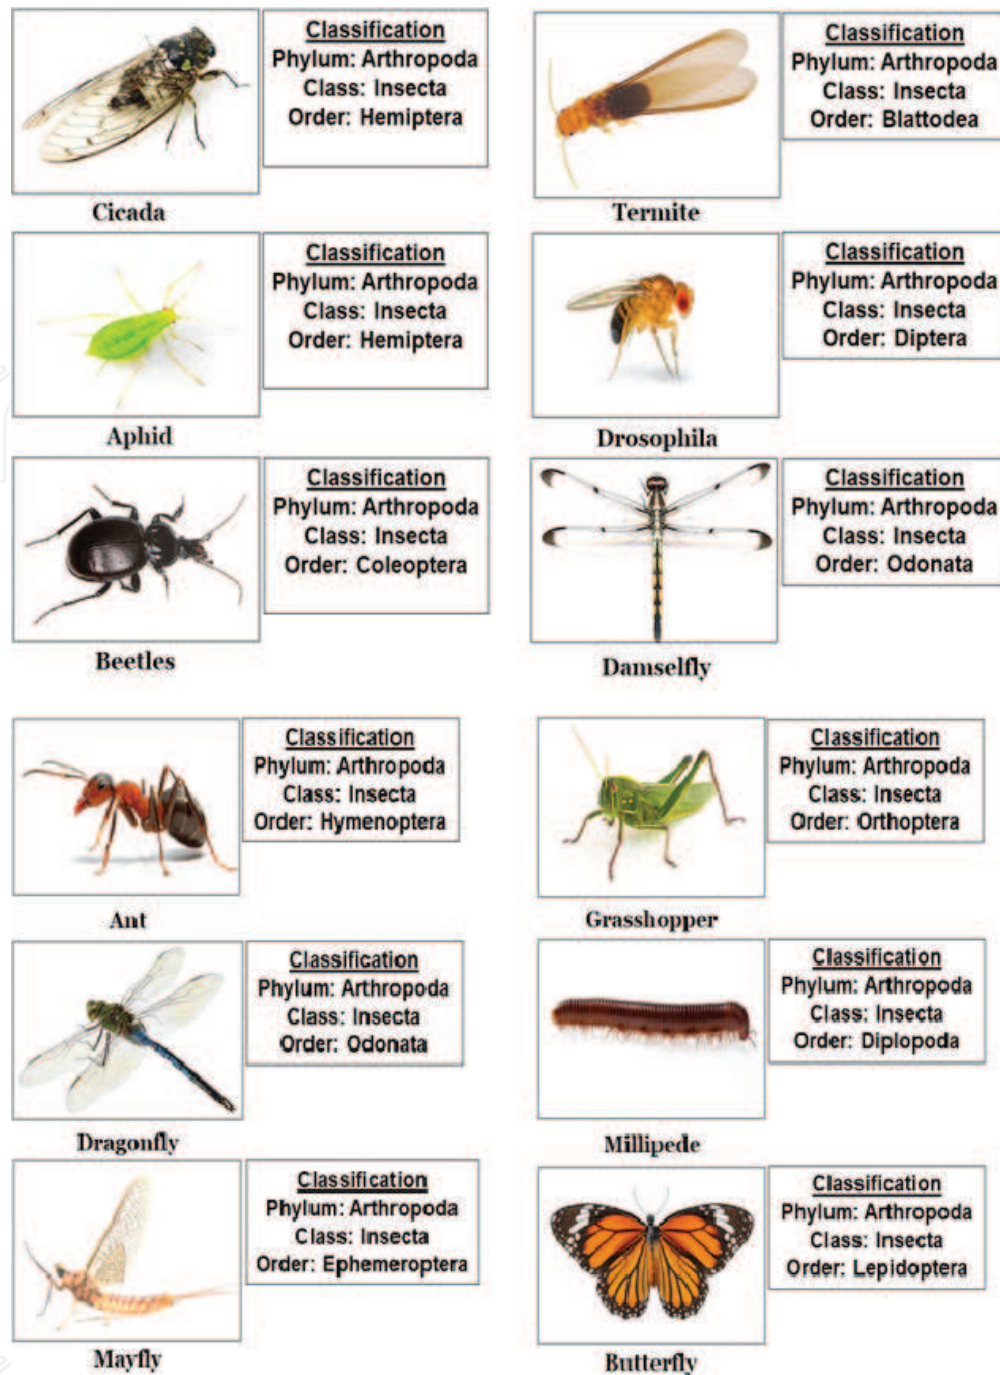 Classification
Phylum: Arthropoda
Class: Insecta
Order: Hemiptera
Cicada
Classification
Phylum: Arthropoda
Class: Insecta
Order: Blattodea
Termite
Classification
Phylum: Arthropoda
Class: Insecta
Order: Hemiptera
Aphid
Classification
Phylum: Arthropoda
Class: Insecta
Order: Diptera
Drosophila
Classification
Phylum: Arthropoda
Class: Insecta
Order: Coleoptera
Beetles
Classification
Phylum: Arthropoda
Class: Insecta
Order: Odonata
Damselfly
Classification
Phylum: Arthropoda
Class: Insecta
Order: Hymenoptera
Ant
Classification
Phylum: Arthropoda
Class: Insecta
Order: Orthoptera
Grasshopper
Classification
Phylum: Arthropoda
Class: Insecta
Order: Odonata
Dragonfly
Classification
Phylum: Arthropoda
Class: Insecta
Order: Diplopoda
Millipede
Classification
Phylum: Arthropoda
Class: Insecta
Order: Ephemeroptera
Mayfly
Classification
Phylum: Arthropoda
Class: Insecta
Order: Lepidoptera
Butterfly